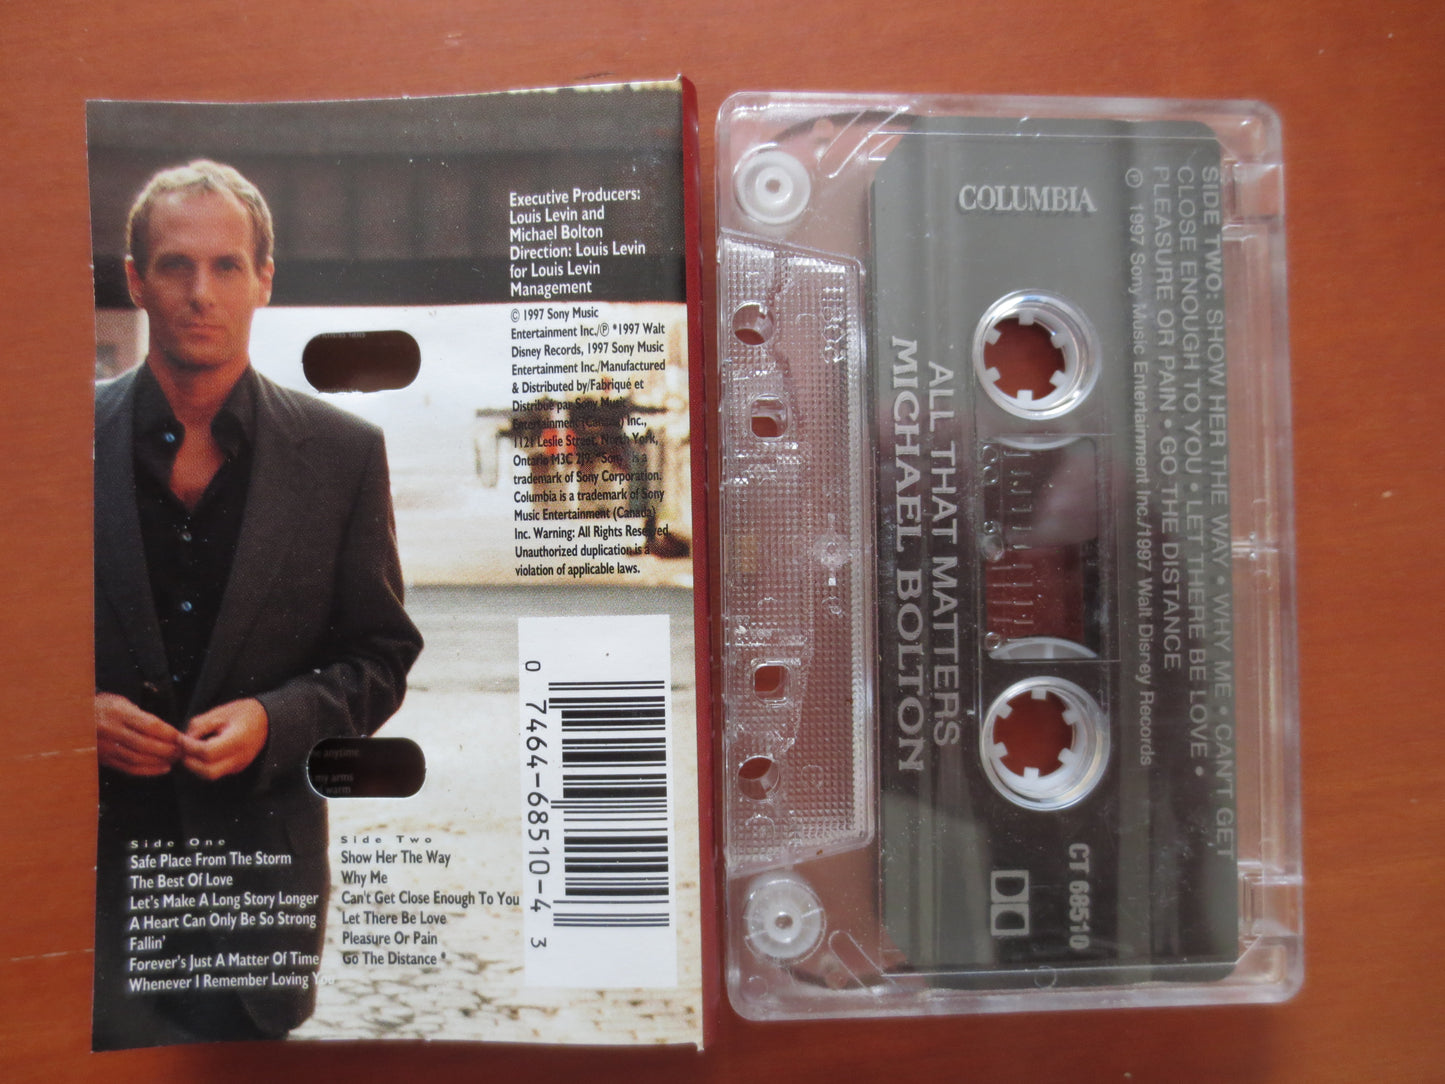 Executive Producers:
Louis Levin and
Michael Bolton
Direction: Louis Levin
for Louis Levin
Management
© 1997 Sony Music
Entertainment Inc./℗ *1997 Walt
Disney Records, 1997 Sony Music
Entertainment Inc./Manufactured
& Distributed by/Fabriqué et
Distribué par Sony Music
Entertainment (Canada) Inc.,
1121 Leslie Street, North York,
Ontario M3C 2J9. "Sony" is a
trademark of Sony Corporation.
Columbia is a trademark of Sony
Music Entertainment (Canada)
Inc. Warning: All Rights Reserved.
Unauthorized duplication is a
violation of applicable laws.
anytime.
my arms
warm
0 7464-68510-4 3
Side One
Safe Place From The Storm
The Best Of Love
Let's Make A Long Story Longer
A Heart Can Only Be So Strong
Fallin'
Forever's Just A Matter Of Time
Whenever I Remember Loving You
Side Two
Show Her The Way
Why Me
Can't Get Close Enough To You
Let There Be Love
Pleasure Or Pain
Go The Distance *
COLUMBIA
SIDE TWO: SHOW HER THE WAY • WHY ME • CAN'T GET
CLOSE ENOUGH TO YOU • LET THERE BE LOVE •
PLEASURE OR PAIN • GO THE DISTANCE
℗ 1997 Sony Music Entertainment Inc./1997 Walt Disney Records
ALL THAT MATTERS
MICHAEL BOLTON
CT 68510